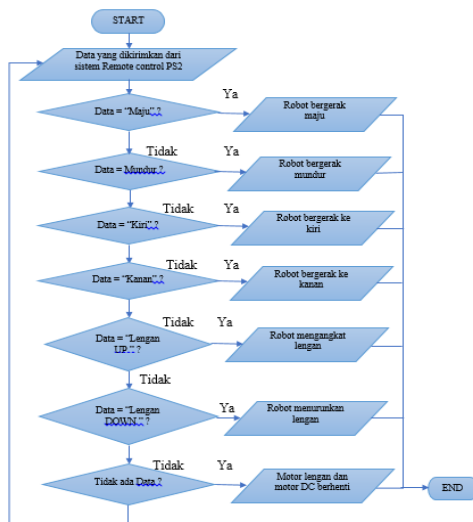 START
Data yang dikirimkan dari
sistem Remote control PS2
Ya
Data = “Maju” ?
Robot bergerak
maju
Tidak
Ya
Data = Mundur ?
Robot bergerak
mundur
Tidak
Ya
Data = “Kiri” ?
Robot bergerak ke
kiri
Tidak
Ya
Data = “Kanan” ?
Robot bergerak ke
kanan
Tidak
Ya
Data = “Lengan
UP ” ?
Robot mengangkat
lengan
Tidak
Data = “Lengan
DOWN ” ?
Ya
Robot menurunkan
lengan
Tidak
Ya
Tidak ada Data ?
Motor lengan dan
motor DC berhenti
END